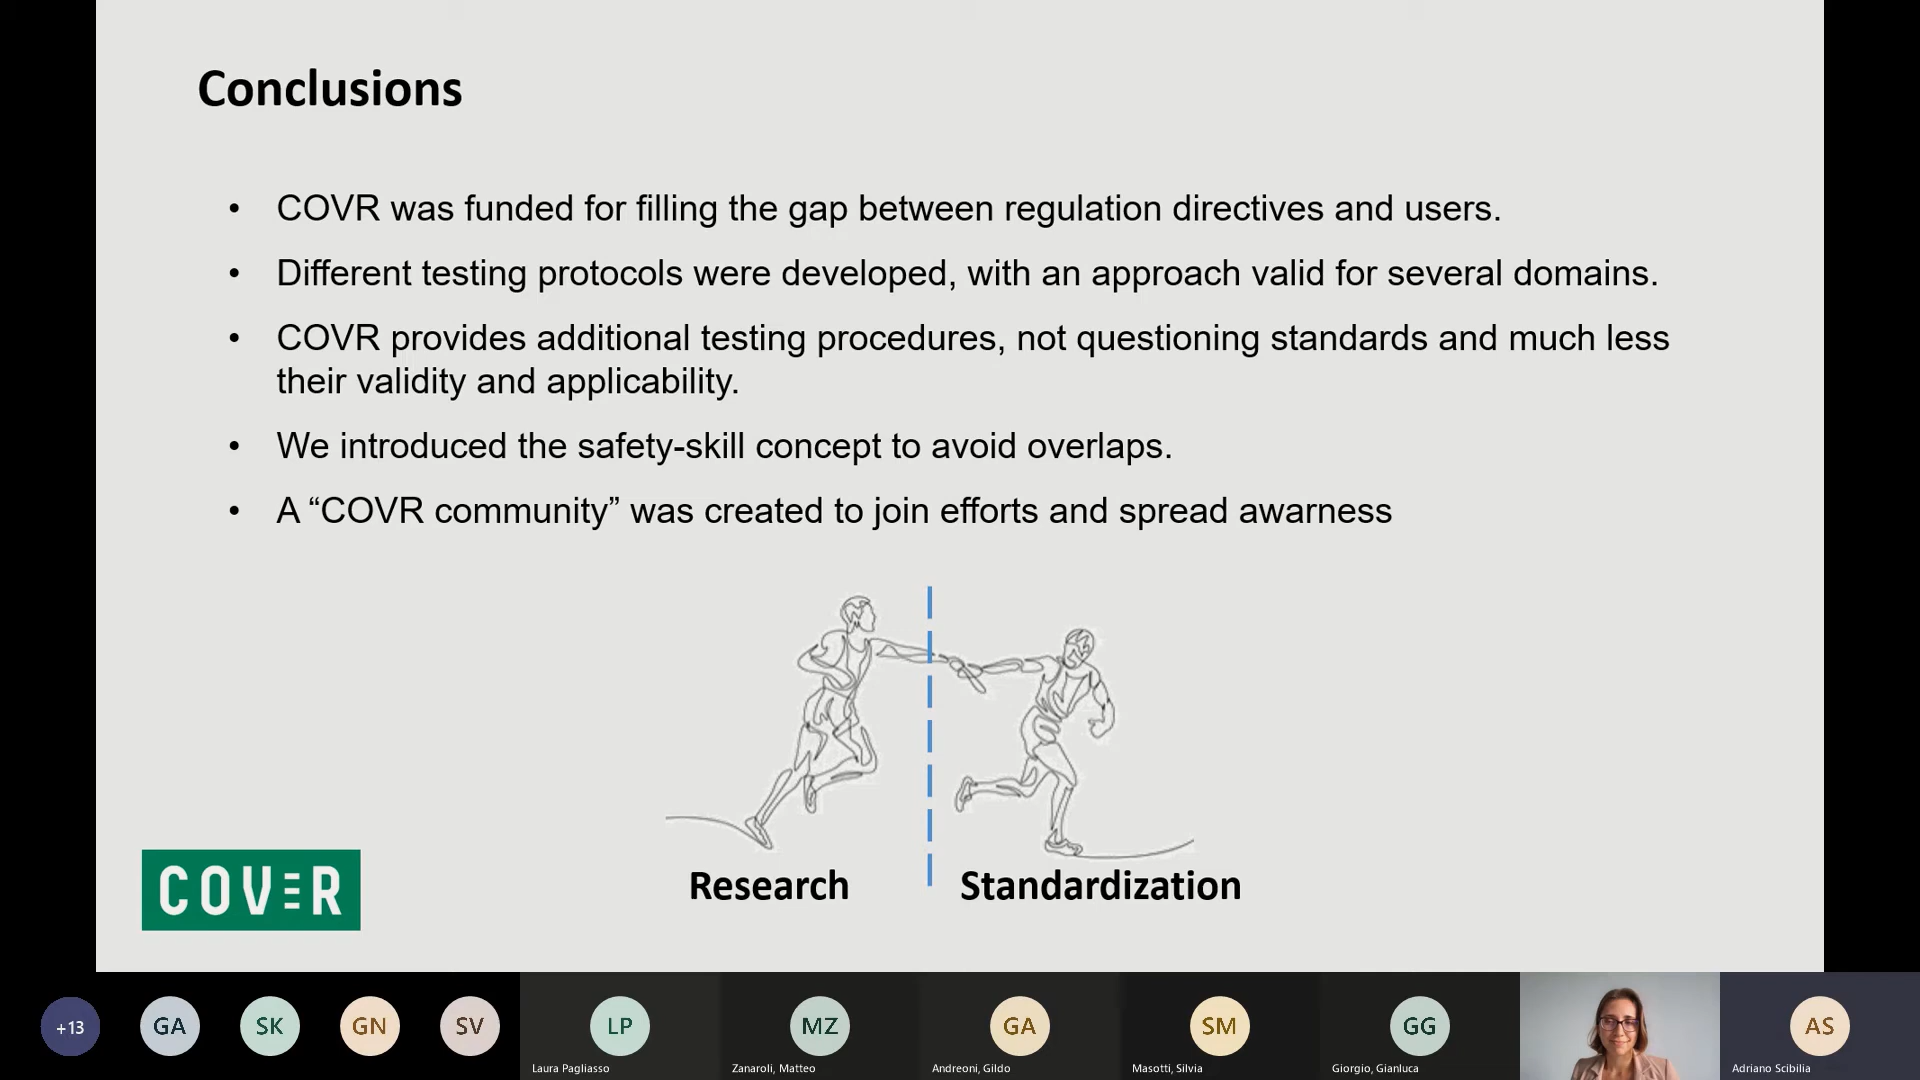 Conclusions
• COVR was funded for filling the gap between regulation directives and users.
• Different testing protocols were developed, with an approach valid for several domains.
• COVR provides additional testing procedures, not questioning standards and much less
their validity and applicability.
• We introduced the safety-skill concept to avoid overlaps.
• A “COVR community” was created to join efforts and spread awarness
Research
Standardization
COVER
+13
GA
SK
GN
SV
LP
MZ
GA
SM
GG
AS
Laura Pagliasso
Zanaroli, Matteo
Andreoni, Gildo
Masotti, Silvia
Giorgio, Gianluca
Adriano Scibilia